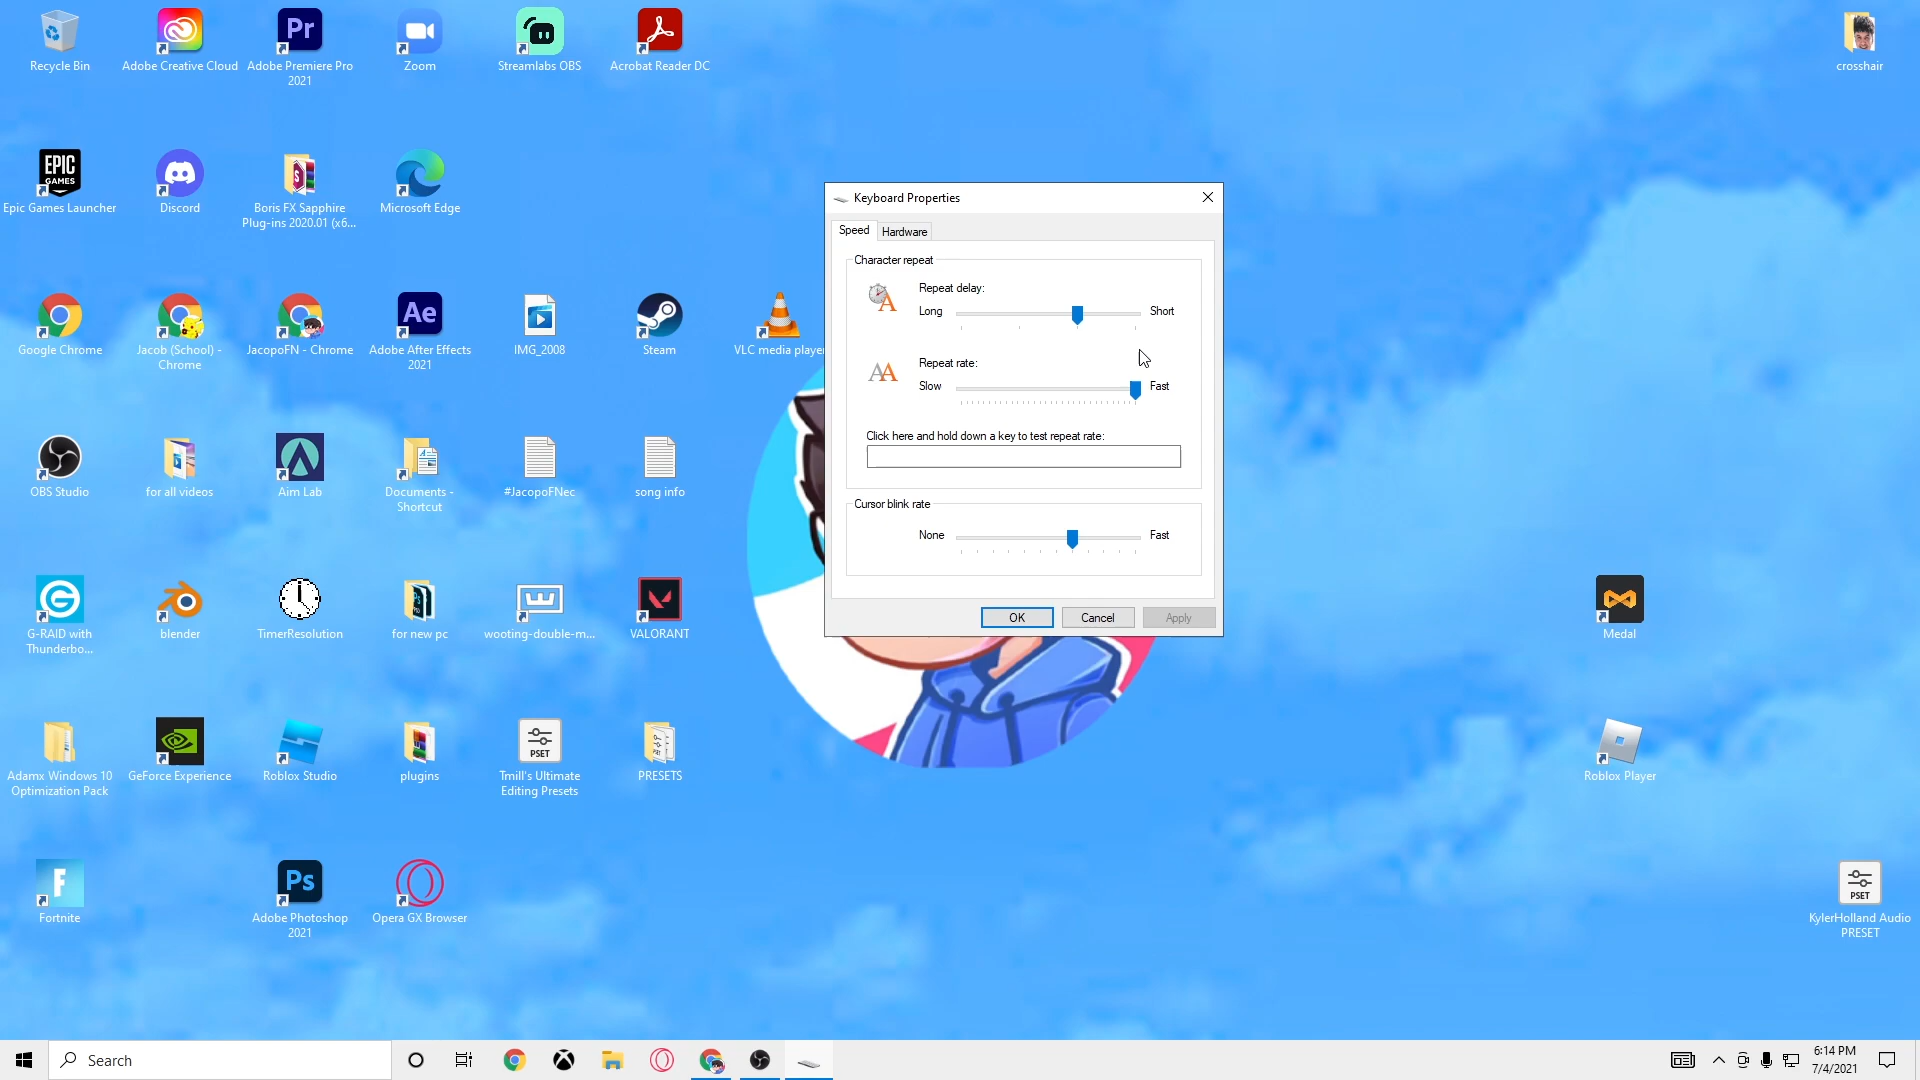 Recycle Bin
Adobe Creative Cloud
Pr
Adobe Premiere Pro
2021
Zoom
Streamlabs OBS
Acrobat Reader DC
crosshair
EPIC
GAMES
Epic Games Launcher
Discord
Boris FX Sapphire
Plug-ins 2020.01 (x6...
Microsoft Edge
Google Chrome
Jacob (School) -
Chrome
JacopoFN - Chrome
Ae
Adobe After Effects
2021
IMG_2008
Steam
VLC media player
OBS Studio
for all videos
Aim Lab
Documents -
Shortcut
#JacopoFNec
song info
G-RAID with
Thunderbo...
blender
TimerResolution
for new pc
wooting-double-m...
VALORANT
Medal
Adamx Windows 10
Optimization Pack
GeForce Experience
Roblox Studio
plugins
PSET
Tmill's Ultimate
Editing Presets
PRESETS
Roblox Player
F
Fortnite
Ps
Adobe Photoshop
2021
Opera GX Browser
PSET
KylerHolland Audio
PRESET
Keyboard Properties
Speed
Hardware
Character repeat
Repeat delay:
Long
Short
Repeat rate:
Slow
Fast
Click here and hold down a key to test repeat rate:
Cursor blink rate
None
Fast
OK
Cancel
Apply
Search
6:14 PM
7/4/2021